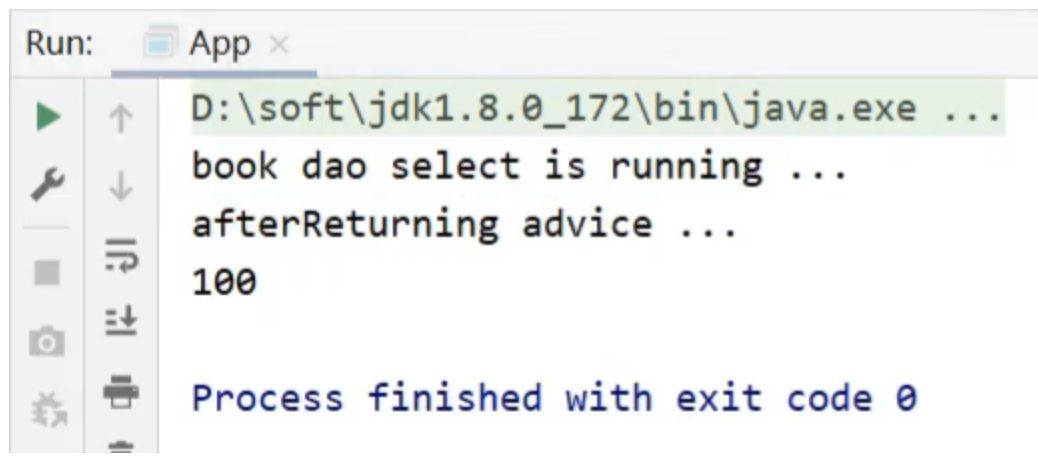 Run: App ×
D:\soft\jdk1.8.0_172\bin\java.exe ...
book dao select is running ...
afterReturning advice ...
100
Process finished with exit code 0